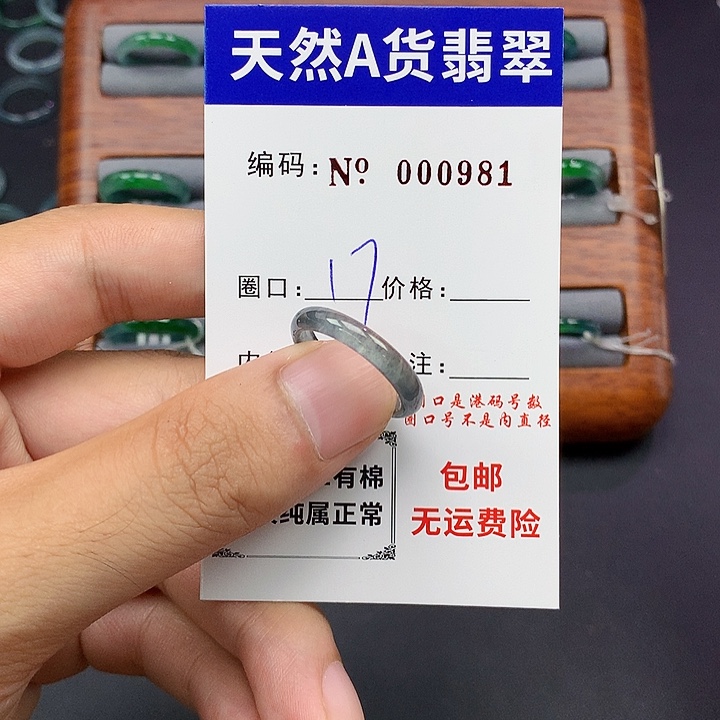 天然A货翡翠
编码: Nº 000981
圈口: 17 价格:
内 注:
口是港码号数
圈口号不是内直径
有棉 包邮
纯属正常 无运费险